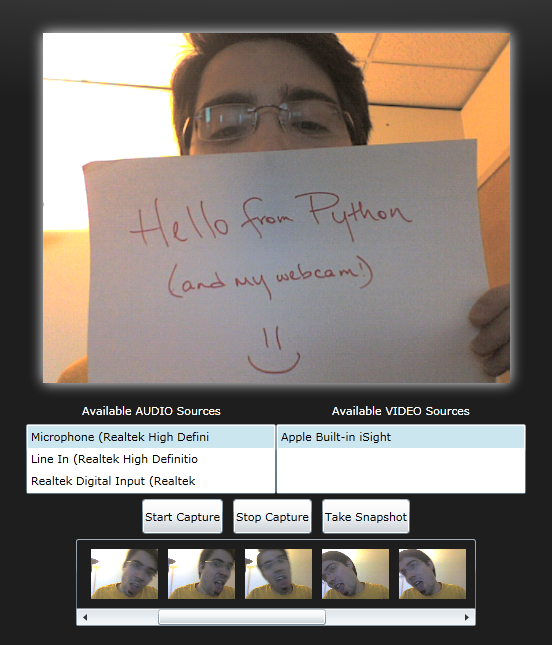 Hello from Python
(and my webcam!)
Available AUDIO Sources
Available VIDEO Sources
Microphone (Realtek High Defini
Apple Built-in iSight
Line In (Realtek High Definitio
Realtek Digital Input (Realtek
Start Capture
Stop Capture
Take Snapshot